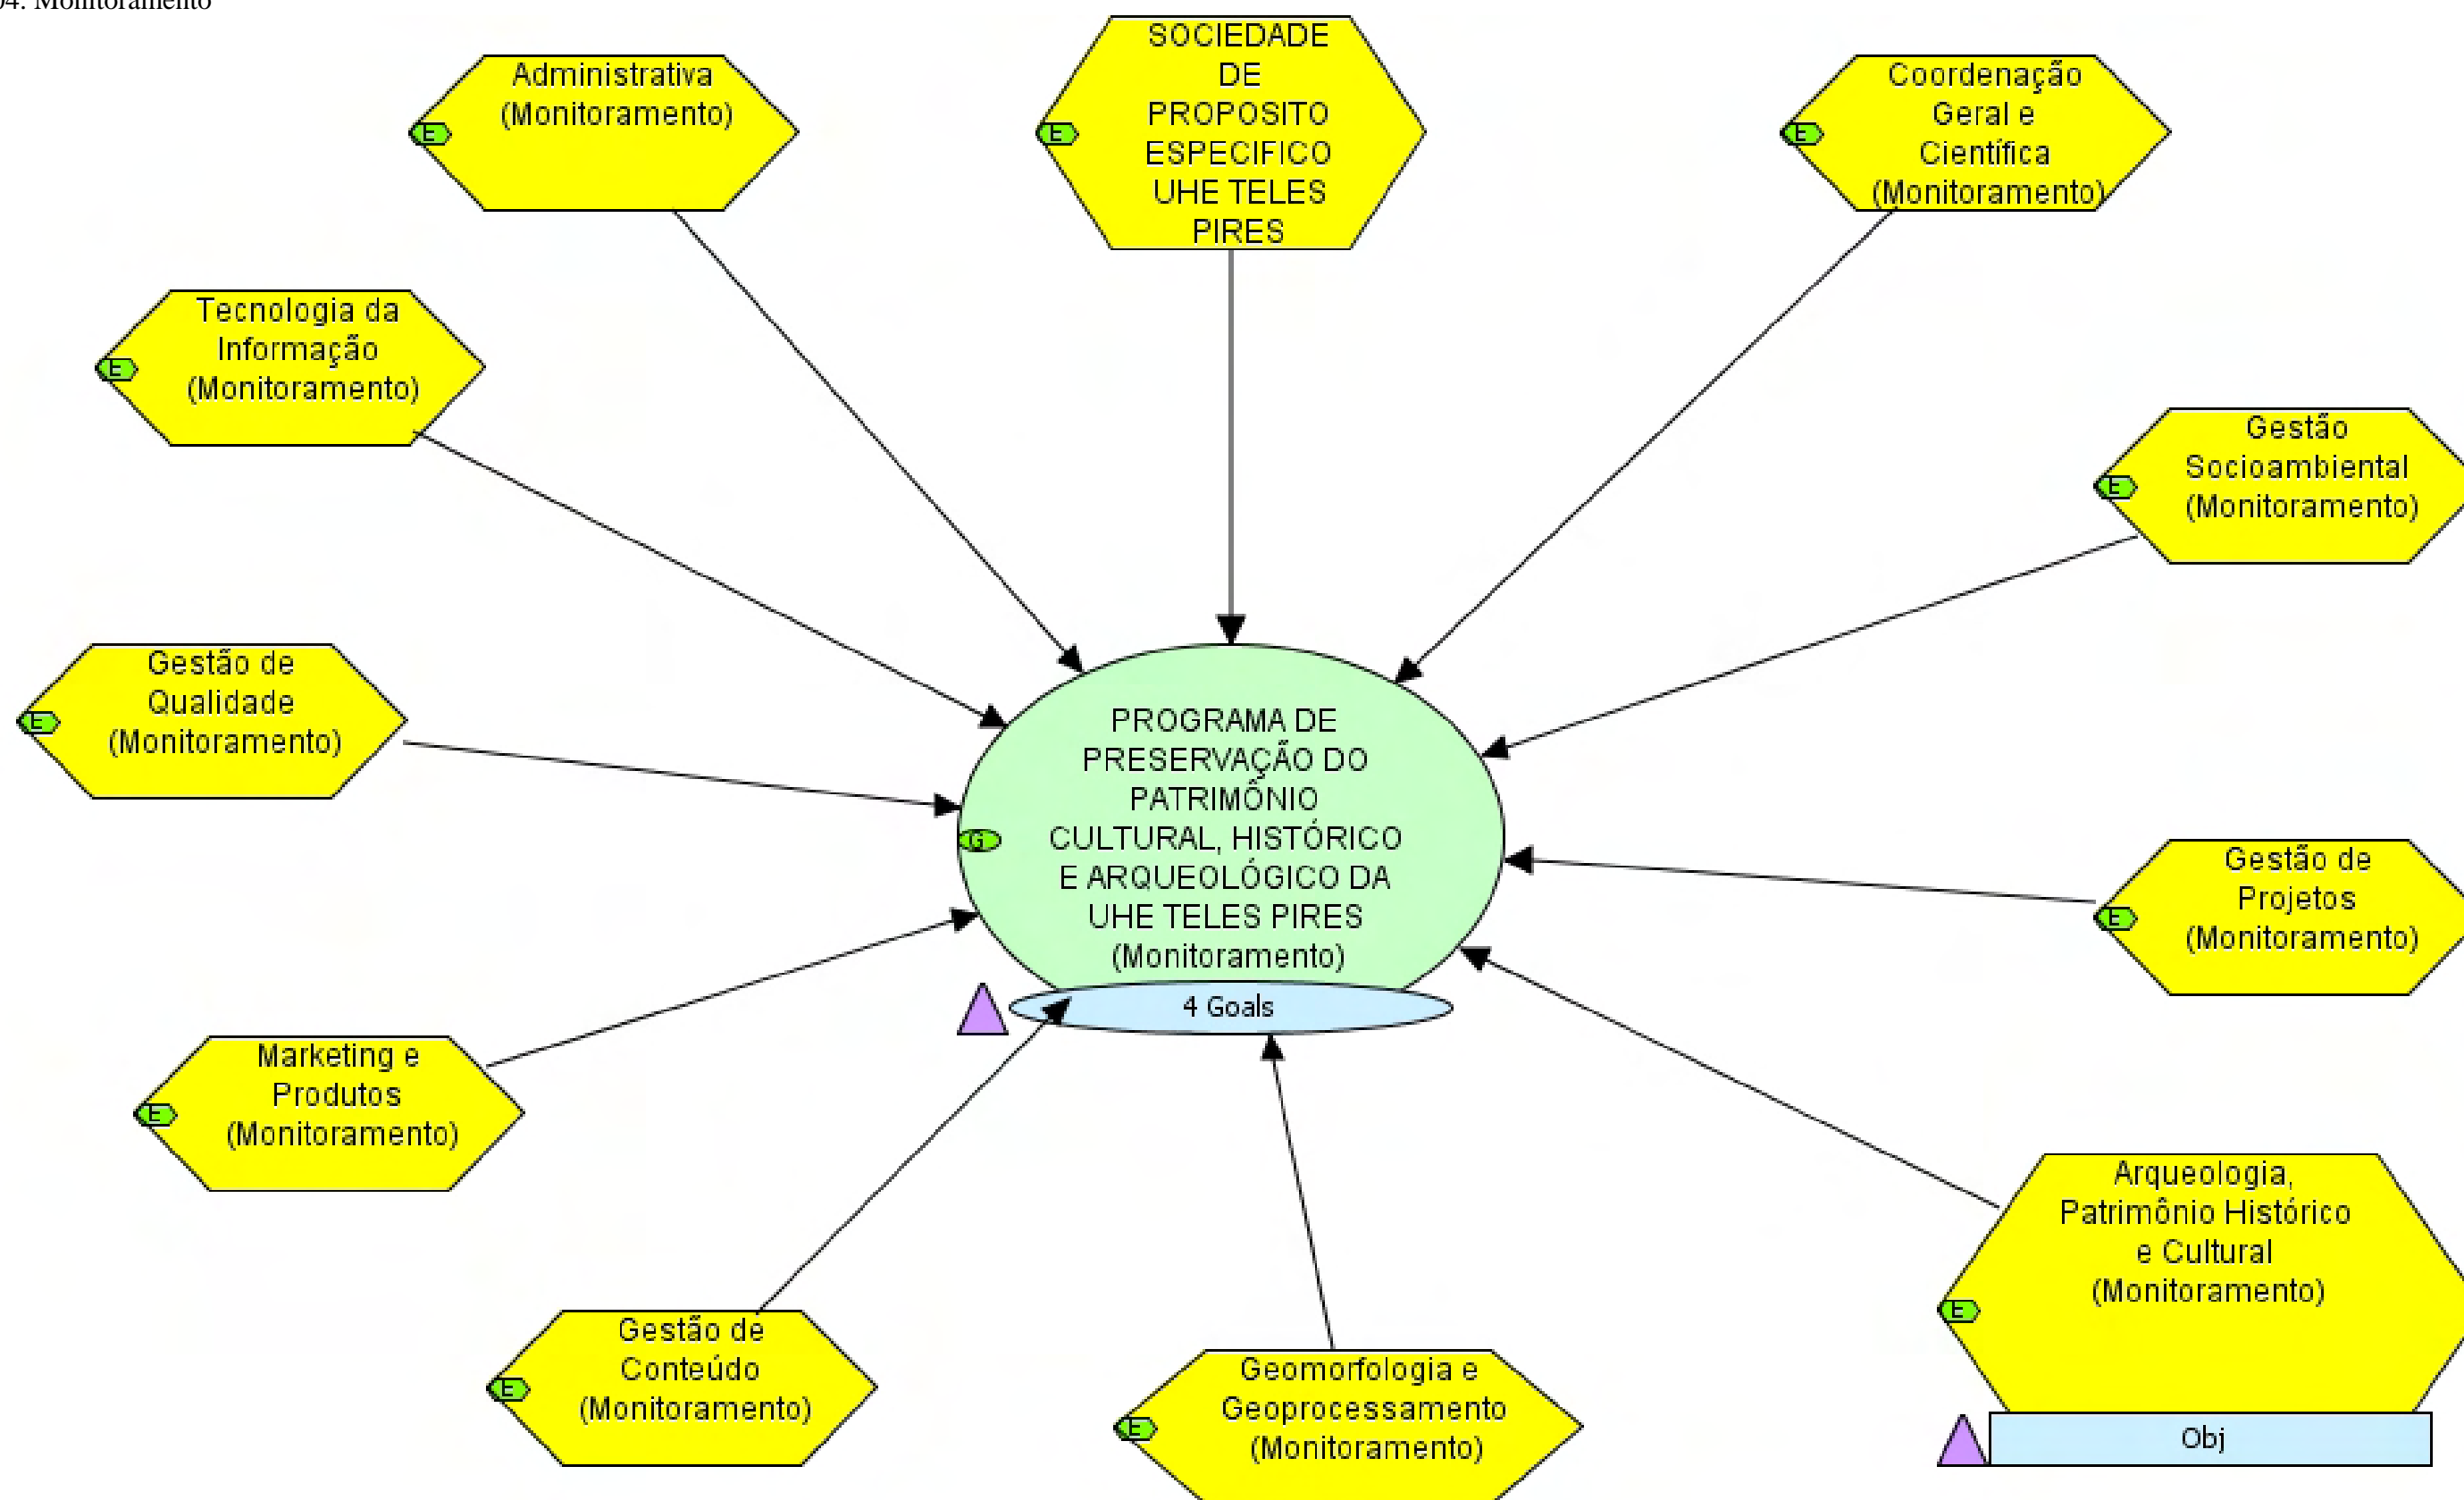 04. Monitoramento
SOCIEDADE
DE
PROPOSITO
ESPECIFICO
UHE TELES
PIRES
Administrativa
(Monitoramento)
E
E
Coordenação
Geral e
Científica
(Monitoramento)
E
Tecnologia da
Informação
(Monitoramento)
E
Gestão
Socioambiental
(Monitoramento)
E
Gestão de
Qualidade
(Monitoramento)
E
PROGRAMA DE
PRESERVAÇÃO DO
PATRIMÔNIO
CULTURAL, HISTÓRICO
E ARQUEOLÓGICO DA
UHE TELES PIRES
(Monitoramento)
G
4 Goals
Gestão de
Projetos
(Monitoramento)
E
Marketing e
Produtos
(Monitoramento)
E
Arqueologia,
Patrimônio Histórico
e Cultural
(Monitoramento)
E
Obj
Gestão de
Conteúdo
(Monitoramento)
E
Geomorfologia e
Geoprocessamento
(Monitoramento)
E